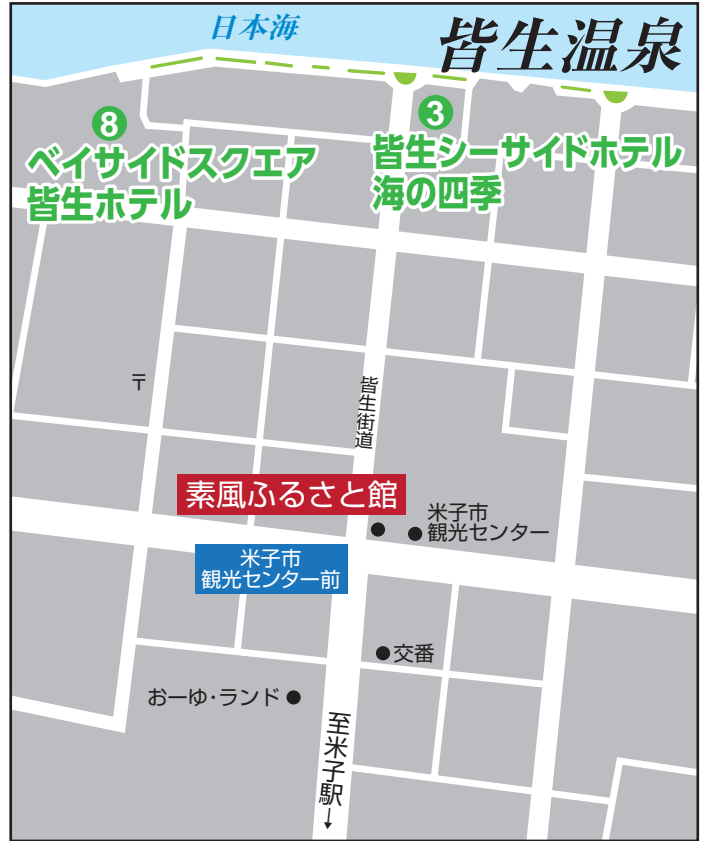 日本海
皆生温泉
❽
ベイサイドスクエア
皆生ホテル
❸
皆生シーサイドホテル
海の四季
〒
皆生街道
素風ふるさと館
米子市
観光センター
米子市
観光センター前
交番
おーゆ・ランド
至米子駅→